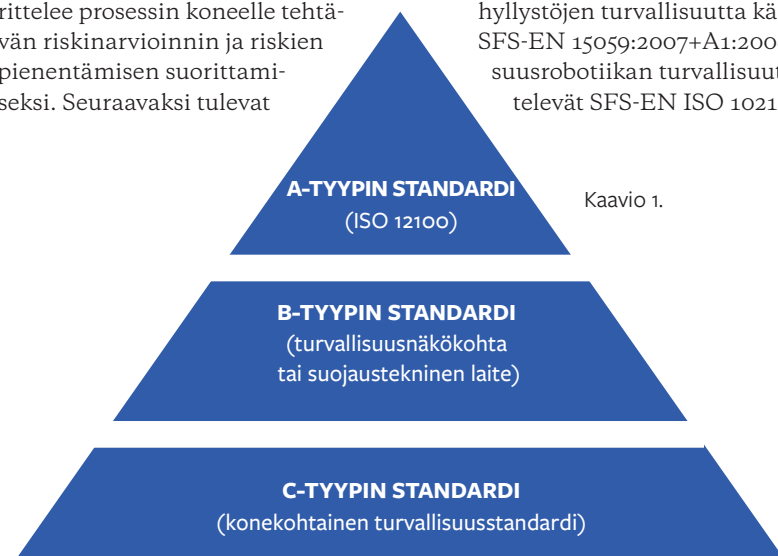 rittelee prosessin koneelle tehtä-
vän riskinarvioinnin ja riskien
pienentämisen suorittami-
seksi. Seuraavaksi tulevat
hyllystöjen turvallisuutta kä
SFS-EN 15059:2007+A1:200
suusrobotiikan turvallisuut
televät SFS-EN ISO 1021
A-TYYPIN STANDARDI
(ISO 12100)
Kaavio 1.
B-TYYPIN STANDARDI
(turvallisuusnäkökohta
tai suojaustekninen laite)
C-TYYPIN STANDARDI
(konekohtainen turvallisuusstandardi)